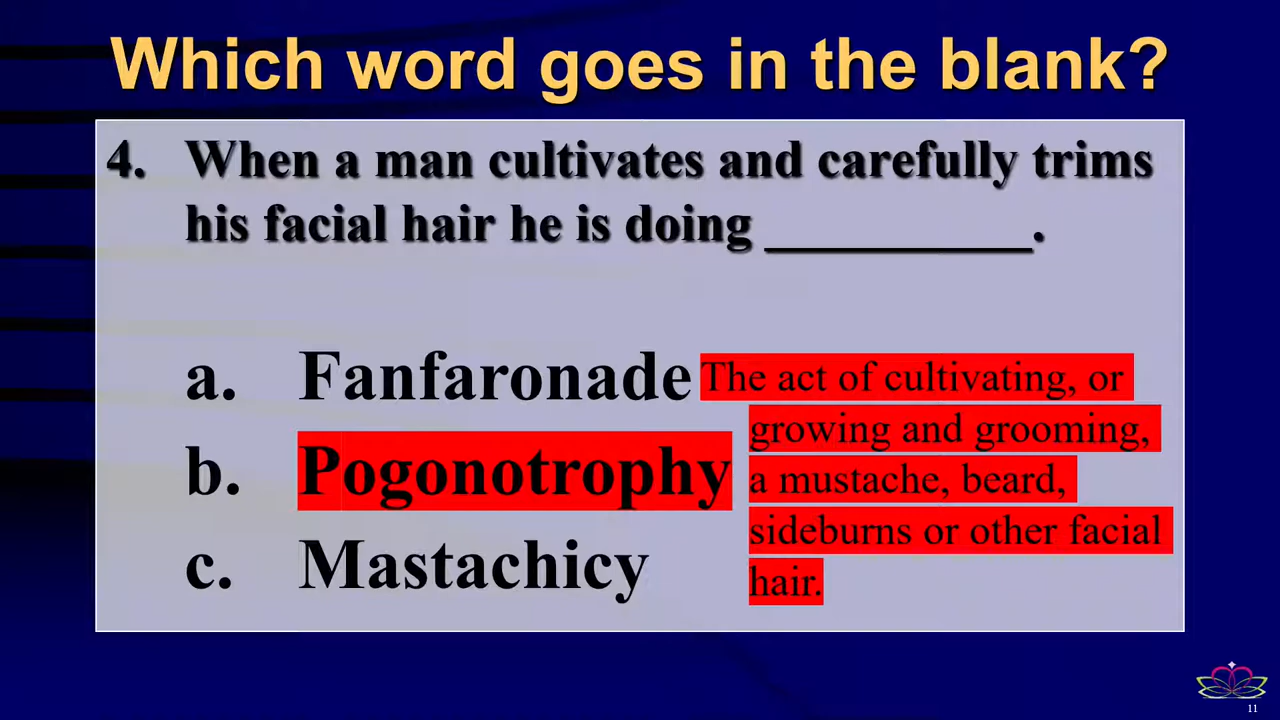 Which word goes in the blank?
4. When a man cultivates and carefully trims
his facial hair he is doing __________.
a. Fanfaronade
b. Pogonotrophy
c. Mastachicy
The act of cultivating, or
growing and grooming,
a mustache, beard,
sideburns or other facial
hair.
11